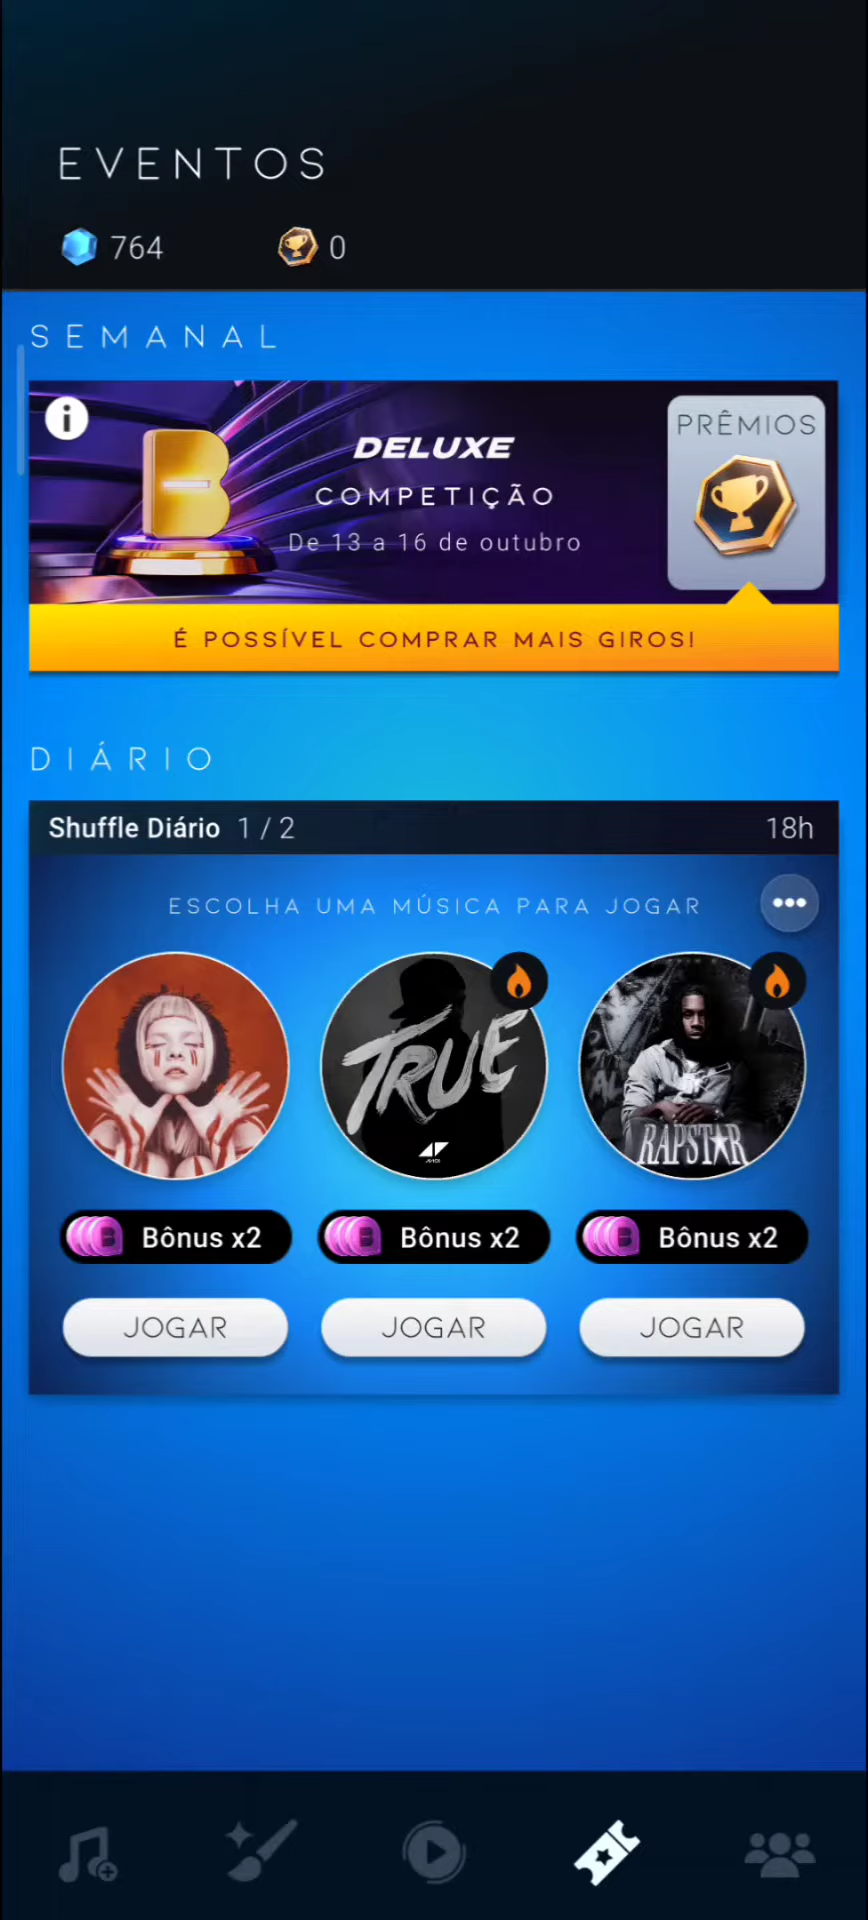 EVENTOS
764 0
SEMANAL
i
DELUXE
COMPETIÇÃO
De 13 a 16 de outubro
PRÊMIOS
É POSSÍVEL COMPRAR MAIS GIROS!
DIÁRIO
Shuffle Diário 1 / 2 18h
ESCOLHA UMA MÚSICA PARA JOGAR
TRUE
AVICII
RAPSTAR
Bônus x2 Bônus x2 Bônus x2
JOGAR JOGAR JOGAR